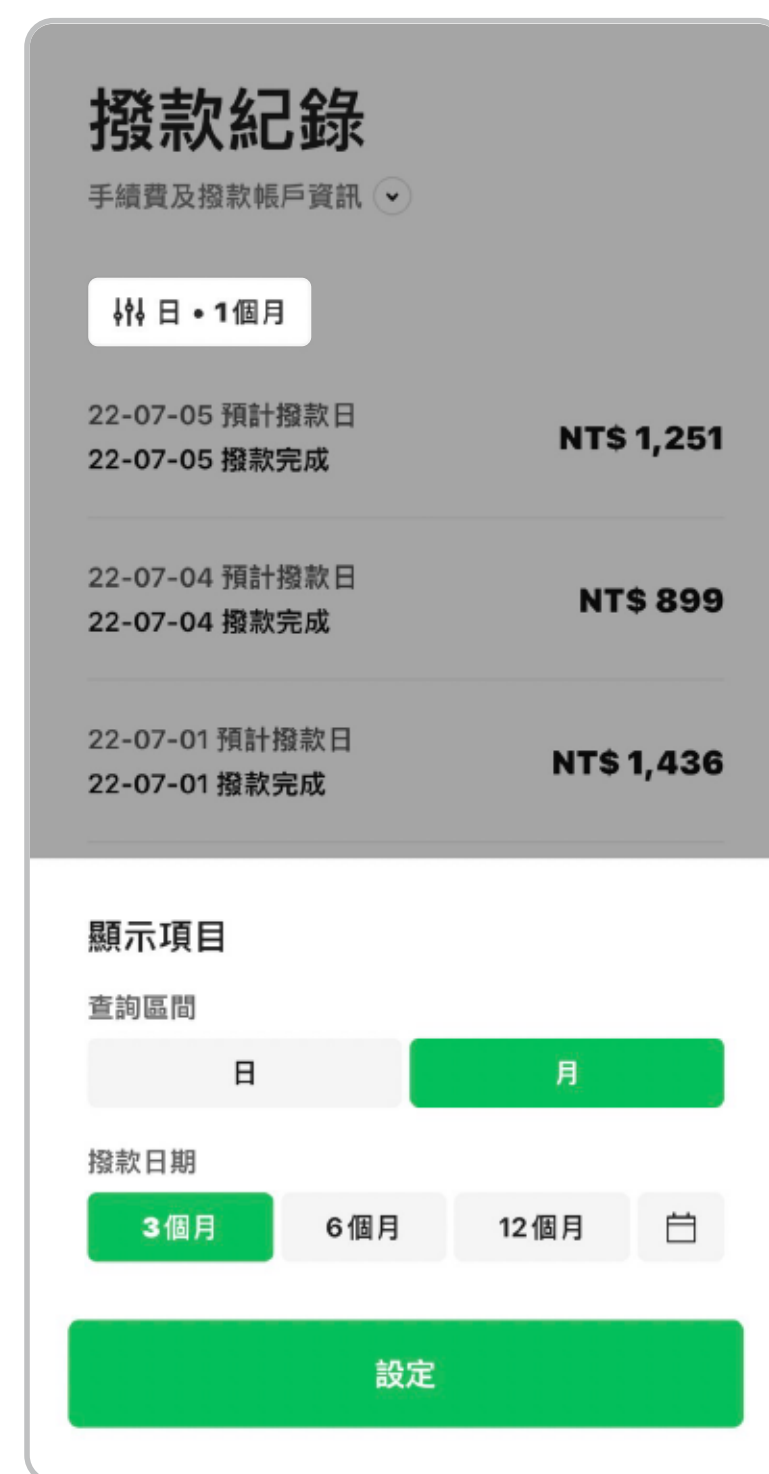 撥款紀錄
手續費及撥款帳戶資訊
日 • 1個月
22-07-05 預計撥款日
22-07-05 撥款完成
NT$ 1,251
22-07-04 預計撥款日
22-07-04 撥款完成
NT$ 899
22-07-01 預計撥款日
22-07-01 撥款完成
NT$ 1,436
顯示項目
查詢區間
日 月
撥款日期
3個月 6個月 12個月
設定